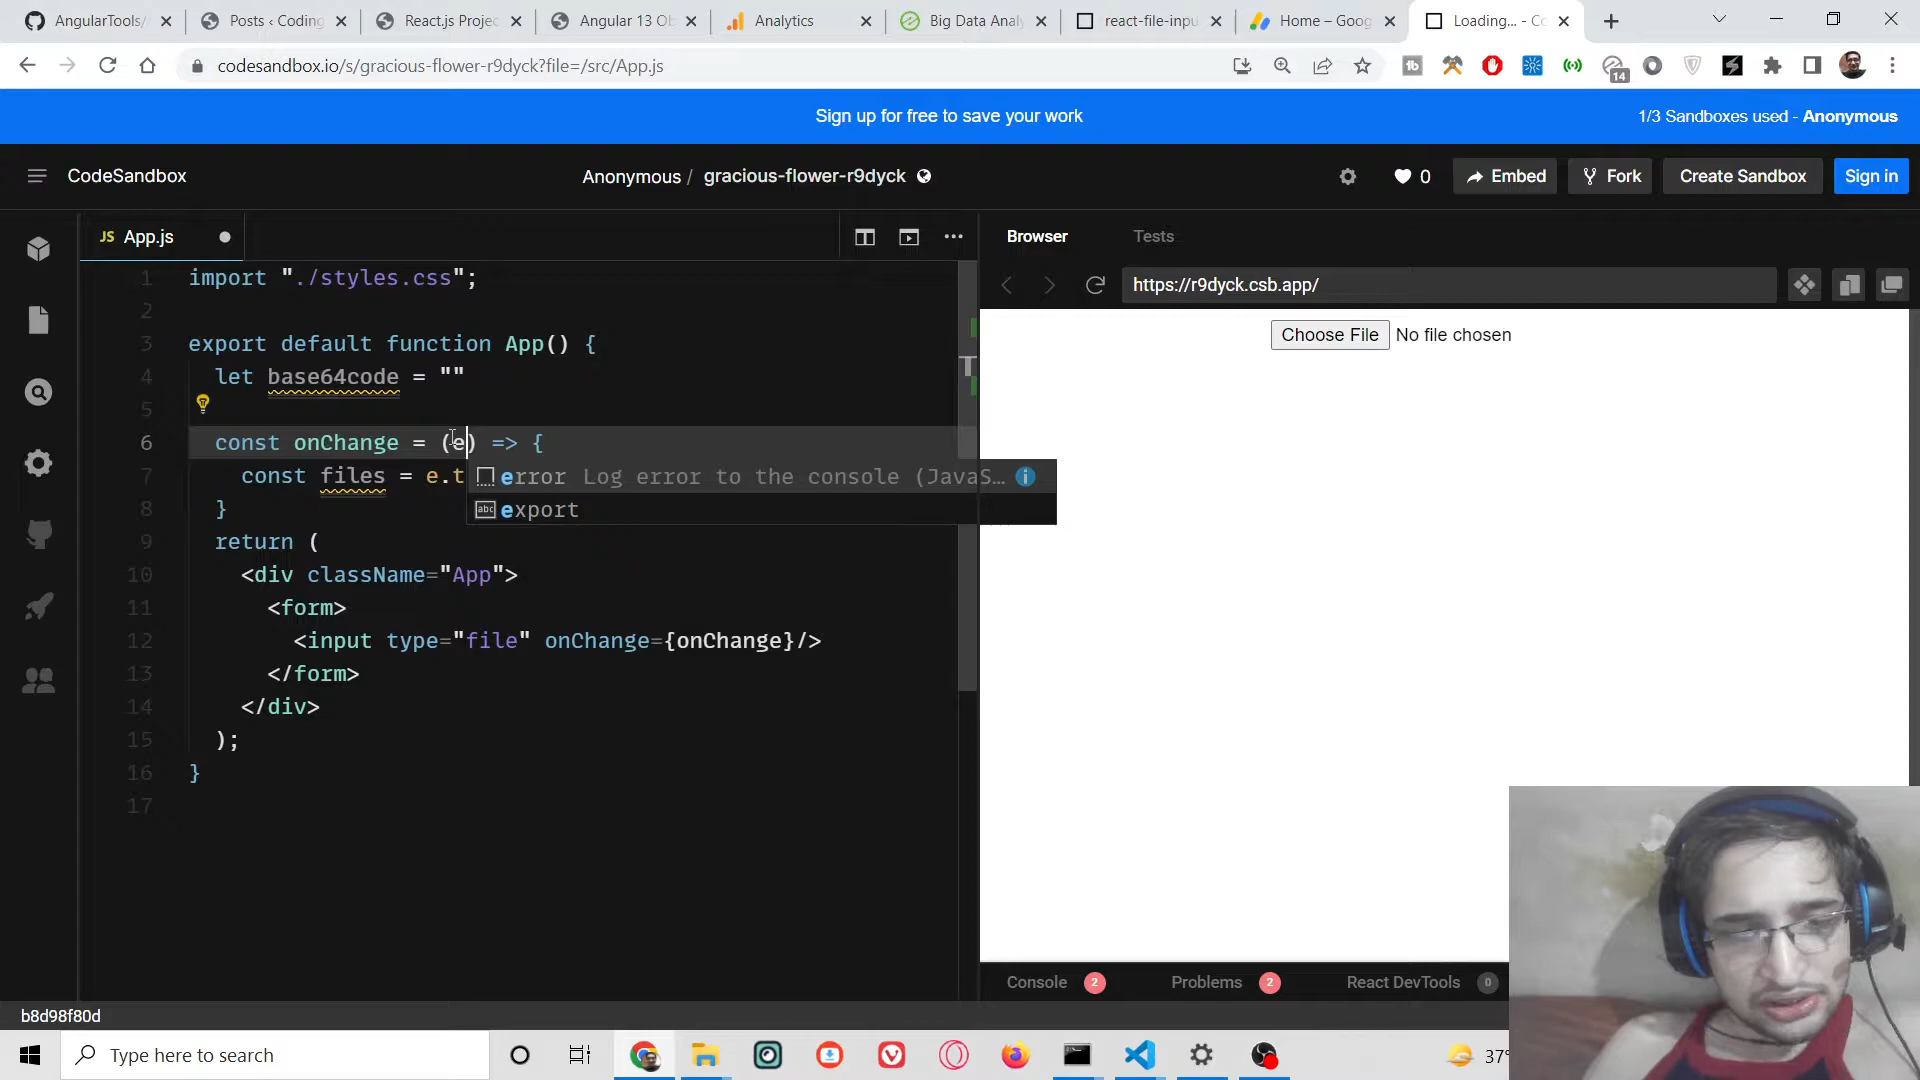 AngularTools/
Posts ‹ Coding
React.js Projec
Angular 13 Ob
Analytics
Big Data Analy
react-file-inpu
Home – Goog
Loading... - Co
codesandbox.io/s/gracious-flower-r9dyck?file=/src/App.js
14
Sign up for free to save your work
1/3 Sandboxes used - Anonymous
CodeSandbox
Anonymous / gracious-flower-r9dyck
0
Embed
Fork
Create Sandbox
Sign in
JS App.js
Browser
Tests
https://r9dyck.csb.app/
Choose File No file chosen
1 import "./styles.css";
2
3 export default function App() {
4 let base64code = ""
5
6 const onChange = (e) => {
7 const files = e.t
error Log error to the console (JavaS...
abc export
8 }
9 return (
10 <div className="App">
11 <form>
12 <input type="file" onChange={onChange}/>
13 </form>
14 </div>
15 );
16 }
17
Console 2
Problems 2
React DevTools 0
b8d98f80d
Type here to search
37°